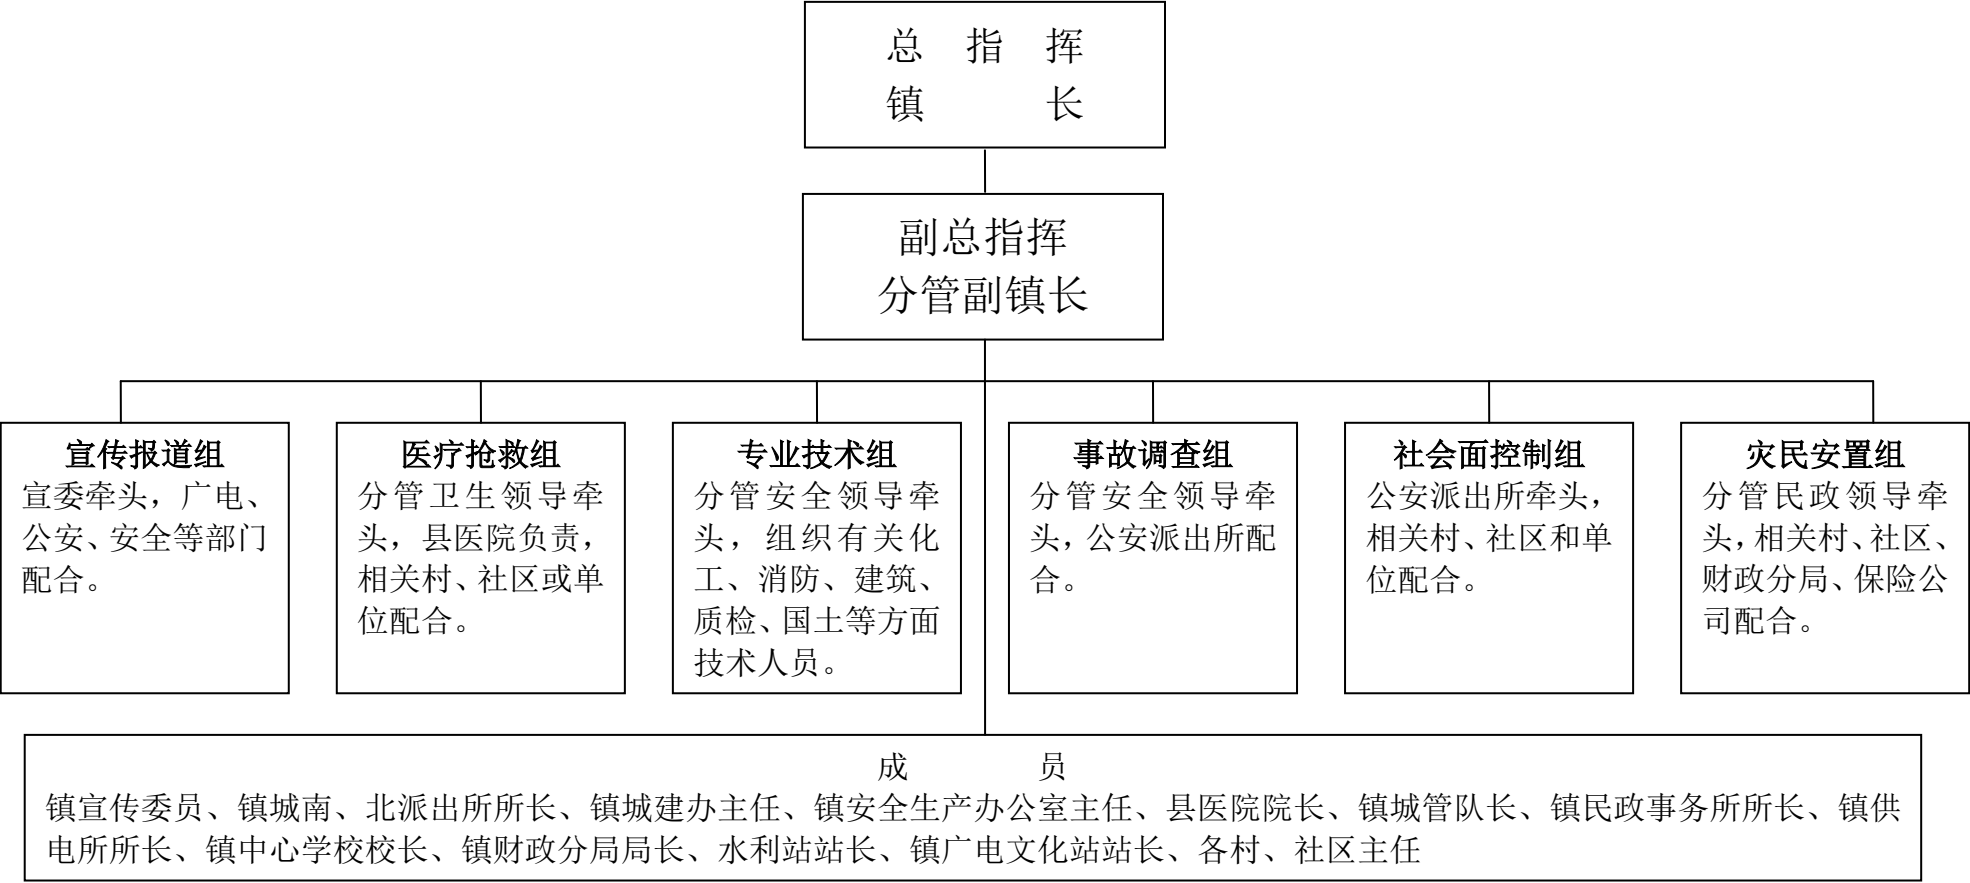 总 指 挥
镇 长
副总指挥
分管副镇长
宣传报道组
宣委牵头，广电、
公安、安全等部门
配合。
医疗抢救组
分管卫生领导牵
头，县医院负责，
相关村、社区或单
位配合。
专业技术组
分管安全领导牵
头，组织有关化
工、消防、建筑、
质检、国土等方面
技术人员。
事故调查组
分管安全领导牵
头，公安派出所配
合。
社会面控制组
公安派出所牵头，
相关村、社区和单
位配合。
灾民安置组
分管民政领导牵
头，相关村、社区、
财政分局、保险公
司配合。
成 员
镇宣传委员、镇城南、北派出所所长、镇城建办主任、镇安全生产办公室主任、县医院院长、镇城管队长、镇民政事务所所长、镇供
电所所长、镇中心学校校长、镇财政分局局长、水利站站长、镇广电文化站站长、各村、社区主任